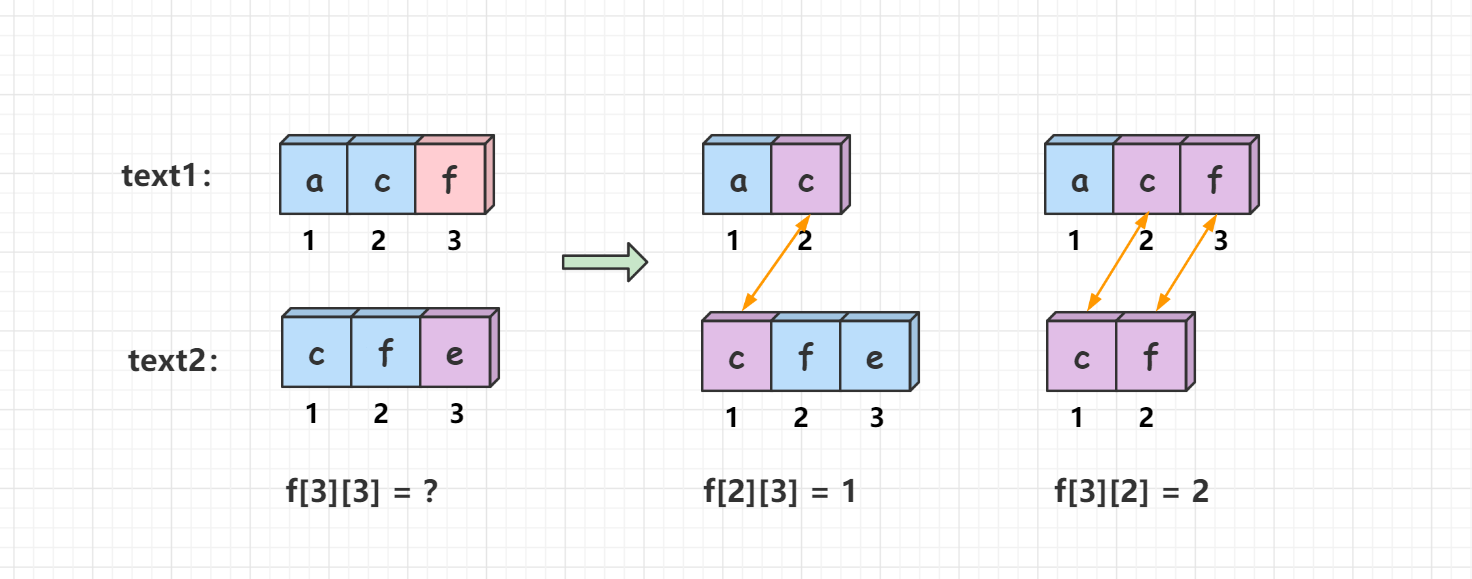 text1: a c f a c a c f
1 2 3 1 2 1 2 3
text2: c f e c f e c f
1 2 3 1 2 3 1 2
f[3][3] = ? f[2][3] = 1 f[3][2] = 2